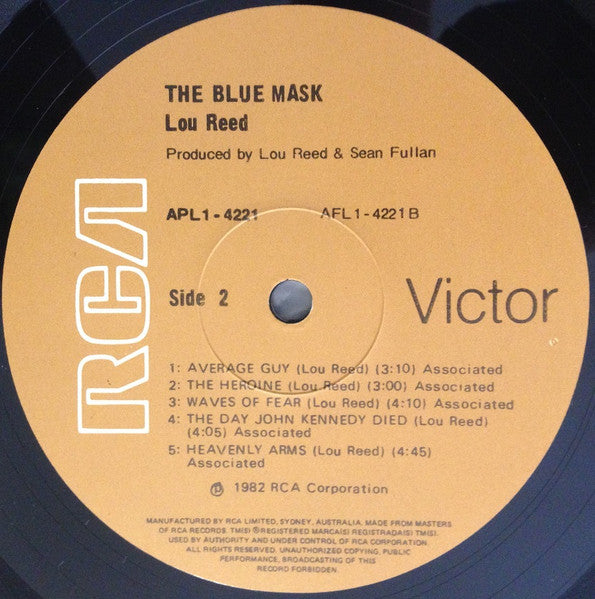 THE BLUE MASK
Lou Reed
Produced by Lou Reed & Sean Fullan
APL1-4221 AFL1-4221B
RCA
Side 2
Victor
1: AVERAGE GUY (Lou Reed) (3:10) Associated
2: THE HEROINE (Lou Reed) (3:00) Associated
3: WAVES OF FEAR (Lou Reed) (4:10) Associated
4: THE DAY JOHN KENNEDY DIED (Lou Reed)
(4:05) Associated
5: HEAVENLY ARMS (Lou Reed) (4:45)
Associated
℗ 1982 RCA Corporation
MANUFACTURED BY RCA LIMITED, SYDNEY, AUSTRALIA. MADE FROM MASTERS
OF RCA RECORDS. TM(S) ®REGISTERED MARCA(S) REGISTRADA(S) TM(S).
USED BY AUTHORITY AND UNDER CONTROL OF RCA CORPORATION.
ALL RIGHTS RESERVED. UNAUTHORIZED COPYING, PUBLIC
PERFORMANCE, BROADCASTING OF THIS
RECORD FORBIDDEN.